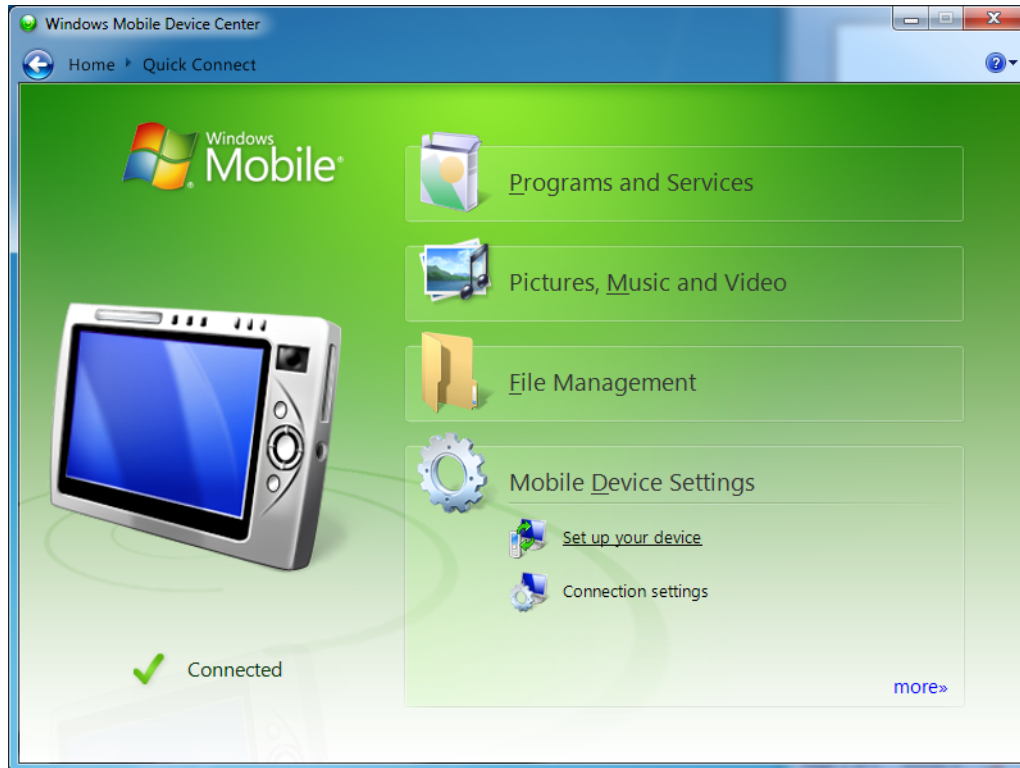 Windows Mobile Device Center
Home Quick Connect
Windows
Mobile
Programs and Services
Pictures, Music and Video
File Management
Mobile Device Settings
Set up your device
Connection settings
Connected
more»